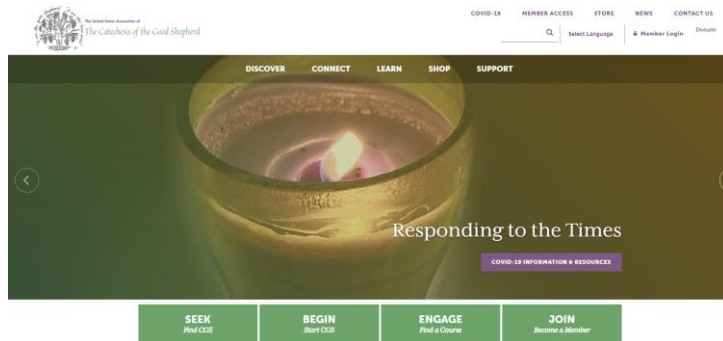 COVID-19 MEMBER ACCESS STORE NEWS CONTACT US
The United States Association of
The Catechesis of the Good Shepherd
Select Language Member Login Donate
DISCOVER CONNECT LEARN SHOP SUPPORT
Responding to the Times
COVID-19 INFORMATION & RESOURCES
SEEK BEGIN ENGAGE JOIN
Find CGS Start CGS Find a Course Become a Member